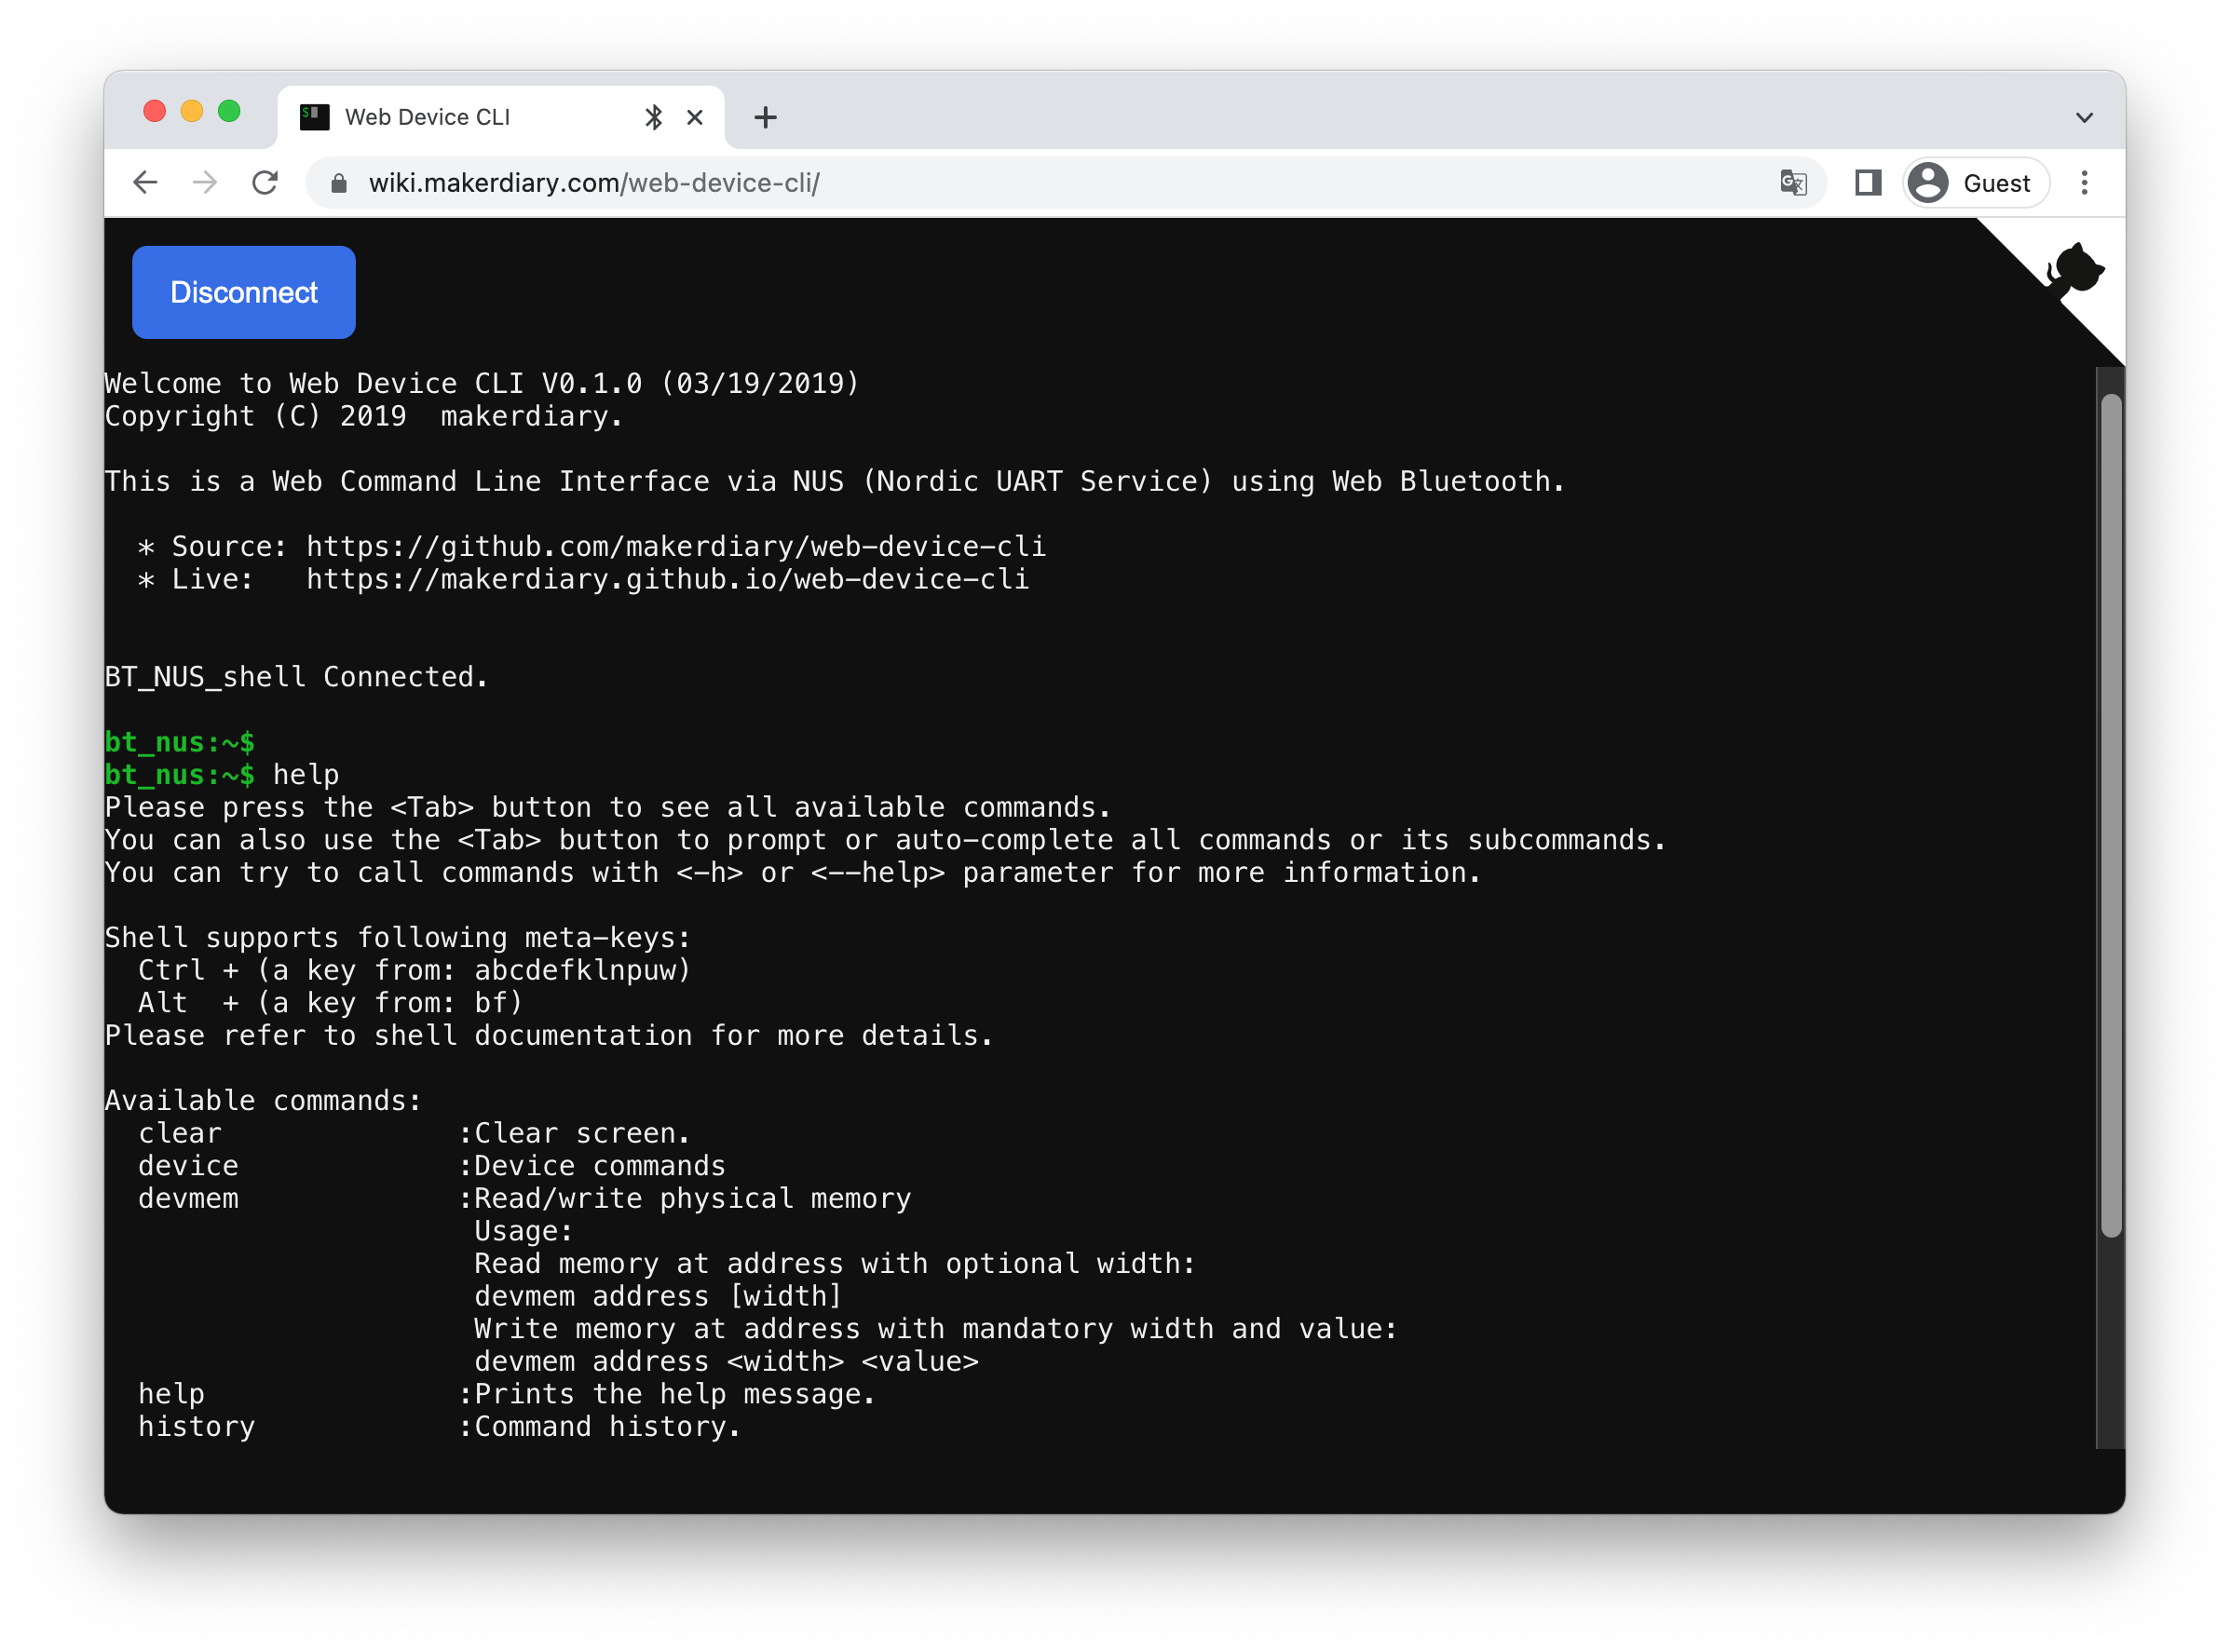 Web Device CLI
wiki.makerdiary.com/web-device-cli/
Guest
Disconnect
Welcome to Web Device CLI V0.1.0 (03/19/2019)
Copyright (C) 2019  makerdiary.
This is a Web Command Line Interface via NUS (Nordic UART Service) using Web Bluetooth.
  * Source: https://github.com/makerdiary/web-device-cli
  * Live:   https://makerdiary.github.io/web-device-cli
BT_NUS_shell Connected.
bt_nus:~$
bt_nus:~$ help
Please press the <Tab> button to see all available commands.
You can also use the <Tab> button to prompt or auto-complete all commands or its subcommands.
You can try to call commands with <-h> or <--help> parameter for more information.
Shell supports following meta-keys:
  Ctrl + (a key from: abcdefklnpuw)
  Alt  + (a key from: bf)
Please refer to shell documentation for more details.
Available commands:
  clear              :Clear screen.
  device             :Device commands
  devmem             :Read/write physical memory
                      Usage:
                      Read memory at address with optional width:
                      devmem address [width]
                      Write memory at address with mandatory width and value:
                      devmem address <width> <value>
  help               :Prints the help message.
  history            :Command history.